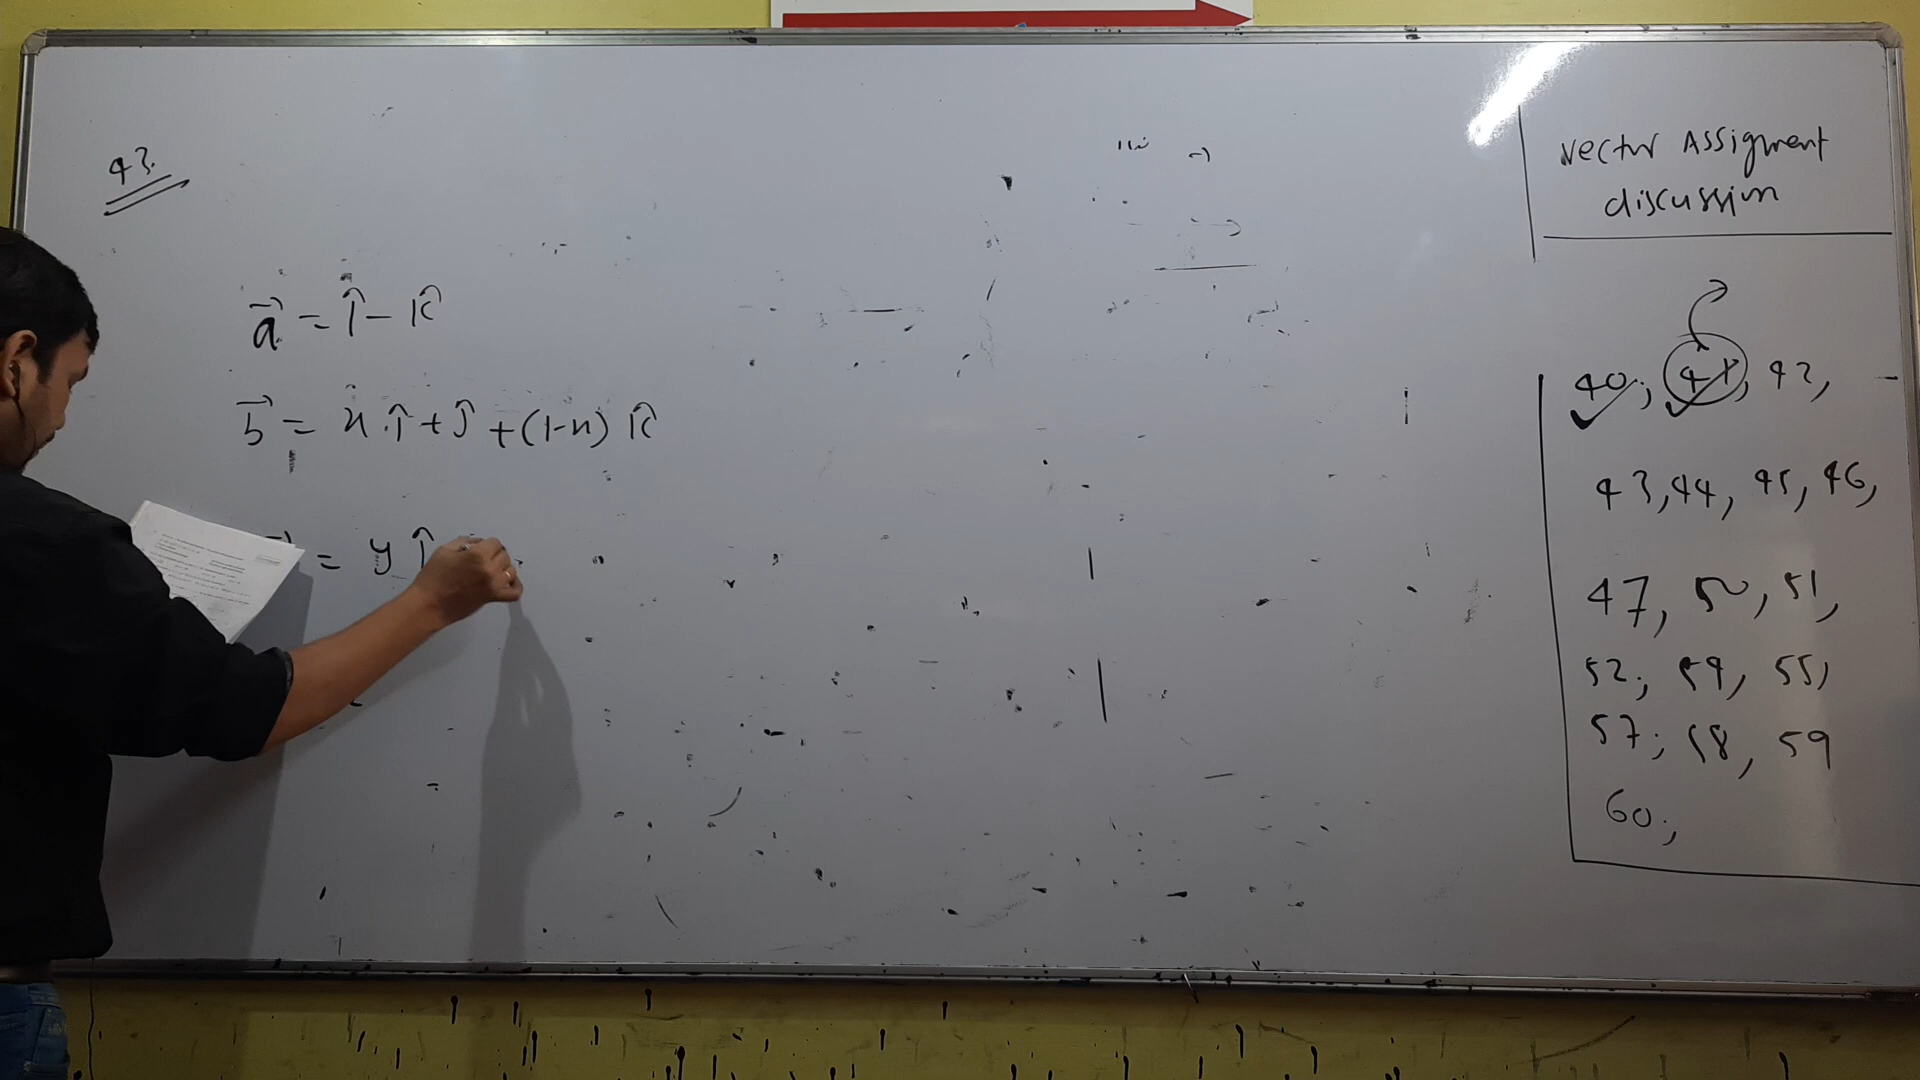 43.
a⃗ = î - k̂
b⃗ = x î + ĵ + (1-x) k̂
= y î
Vector Assigment
discussion
40; 41, 42,
43, 44, 45, 46,
47, 50, 51,
52; 54, 55,
57; 58, 59
60;